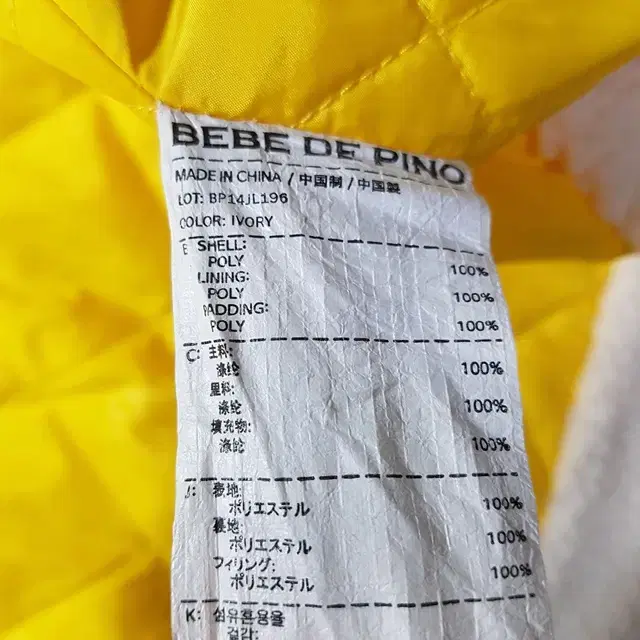 BEBE DE PINO
MADE IN CHINA / 中国制 / 中国製
LOT: BP14JL196
COLOR: IVORY
E SHELL:
POLY 100%
LINING:
POLY 100%
PADDING:
POLY 100%
C: 主料:
涤纶 100%
里料:
涤纶 100%
填充物:
涤纶 100%
J: 表地:
ポリエステル 100%
裏地:
ポリエステル 100%
フィリング:
ポリエステル 100%
K: 섬유혼용율
겉감: